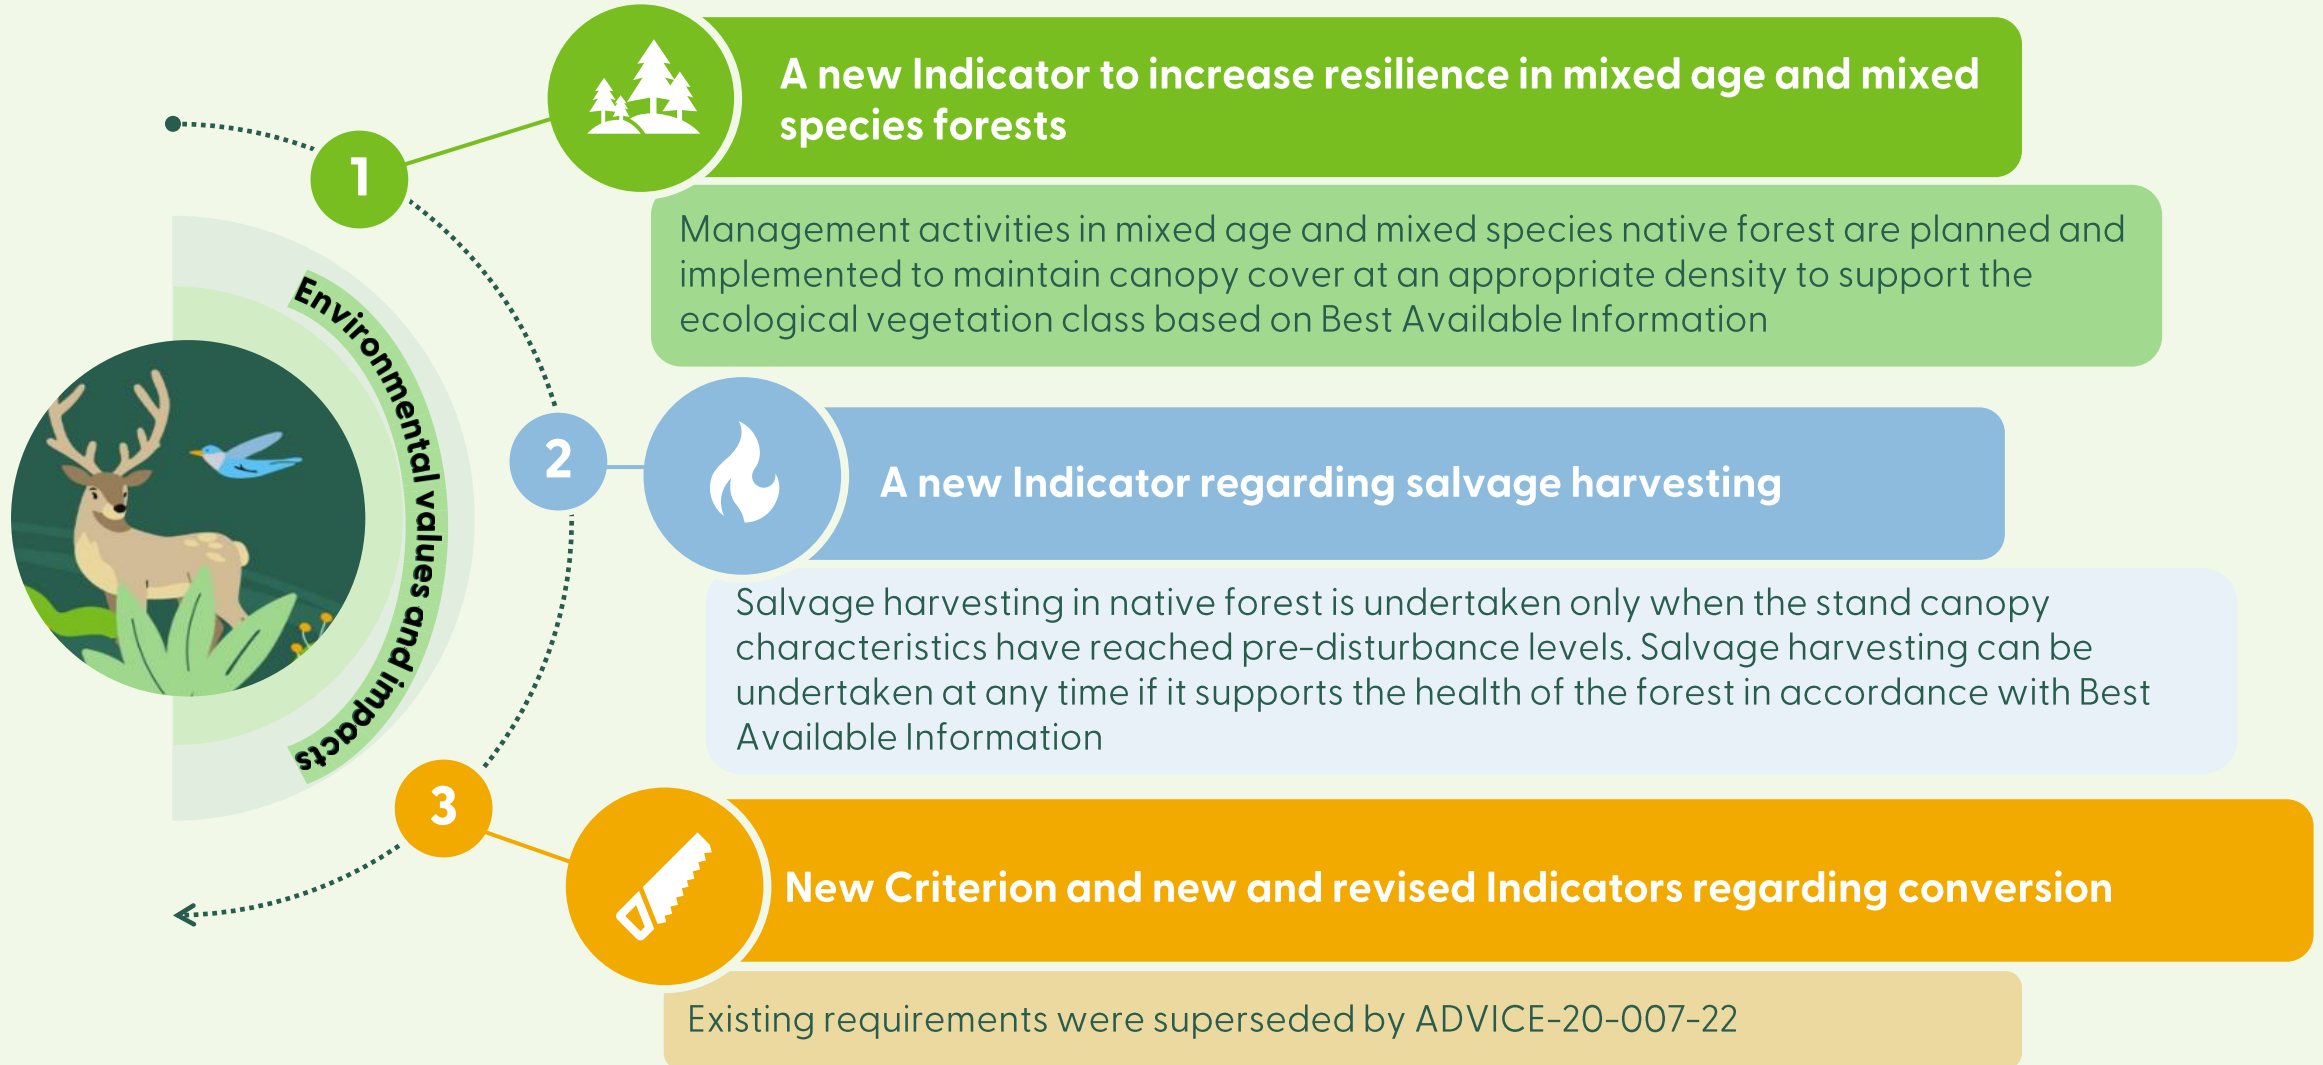 Environmental values and impacts
1
A new Indicator to increase resilience in mixed age and mixed
species forests
Management activities in mixed age and mixed species native forest are planned and
implemented to maintain canopy cover at an appropriate density to support the
ecological vegetation class based on Best Available Information
2
A new Indicator regarding salvage harvesting
Salvage harvesting in native forest is undertaken only when the stand canopy
characteristics have reached pre-disturbance levels. Salvage harvesting can be
undertaken at any time if it supports the health of the forest in accordance with Best
Available Information
3
New Criterion and new and revised Indicators regarding conversion
Existing requirements were superseded by ADVICE-20-007-22